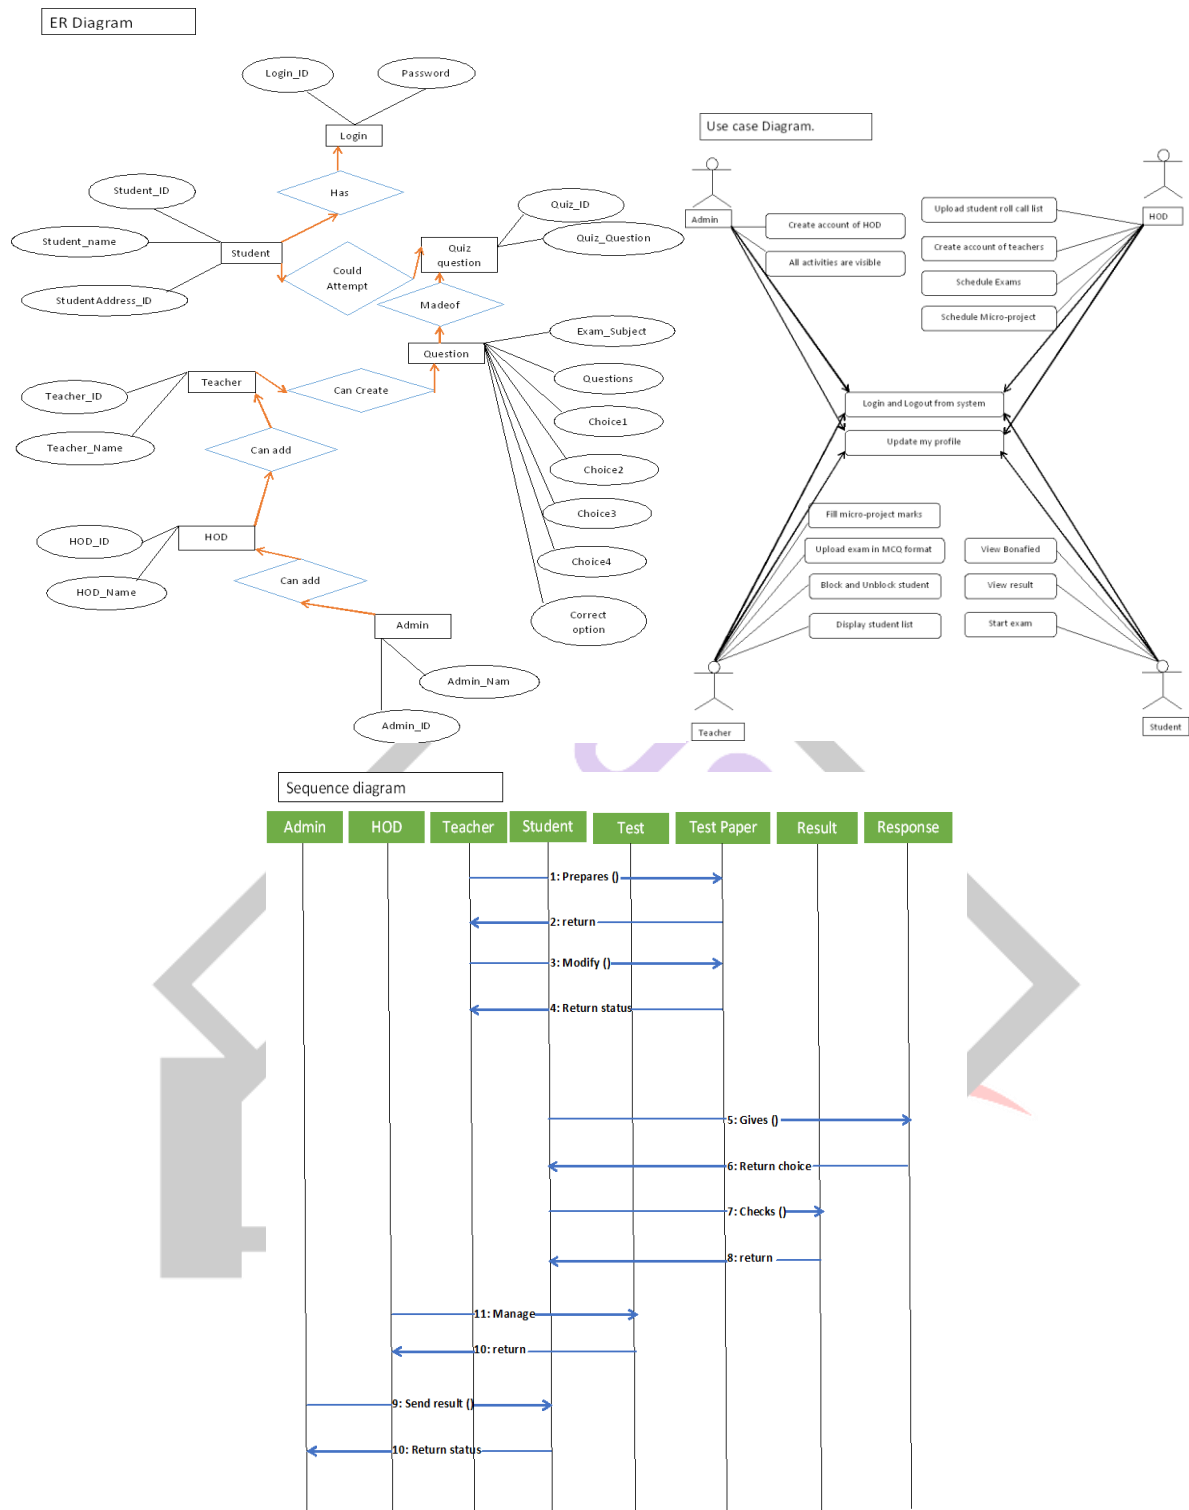 ER Diagram
Login_ID
Password
Login
Has
Student_ID
Student_name
StudentAddress_ID
Student
Could
Attempt
Quiz_ID
Quiz_Question
Quiz
question
Madeof
Question
Exam_Subject
Questions
Choice1
Choice2
Choice3
Choice4
Correct
option
Teacher
Teacher_ID
Teacher_Name
Can Create
Can add
HOD
HOD_ID
HOD_Name
Can add
Admin
Admin_Nam
Admin_ID
Use case Diagram.
Admin
HOD
Create account of HOD
All activities are visible
Upload student roll call list
Create account of teachers
Schedule Exams
Schedule Micro-project
Login and Logout from system
Update my profile
Fill micro-project marks
Upload exam in MCQ format
Block and Unblock student
Display student list
View Bonafied
View result
Start exam
Teacher
Student
Sequence diagram
Admin
HOD
Teacher
Student
Test
Test Paper
Result
Response
1: Prepares ()
2: return
3: Modify ()
4: Return status
5: Gives ()
6: Return choice
7: Checks ()
8: return
11: Manage
10: return
9: Send result ()
10: Return status